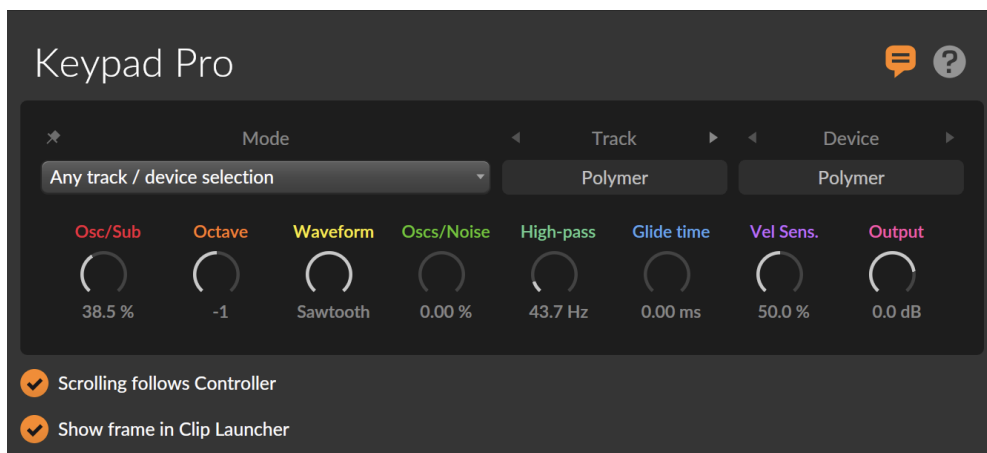 Keypad Pro
?
Mode Track Device
Any track / device selection Polymer Polymer
Osc/Sub Octave Waveform Oscs/Noise High-pass Glide time Vel Sens. Output
38.5 % -1 Sawtooth 0.00 % 43.7 Hz 0.00 ms 50.0 % 0.0 dB
Scrolling follows Controller
Show frame in Clip Launcher